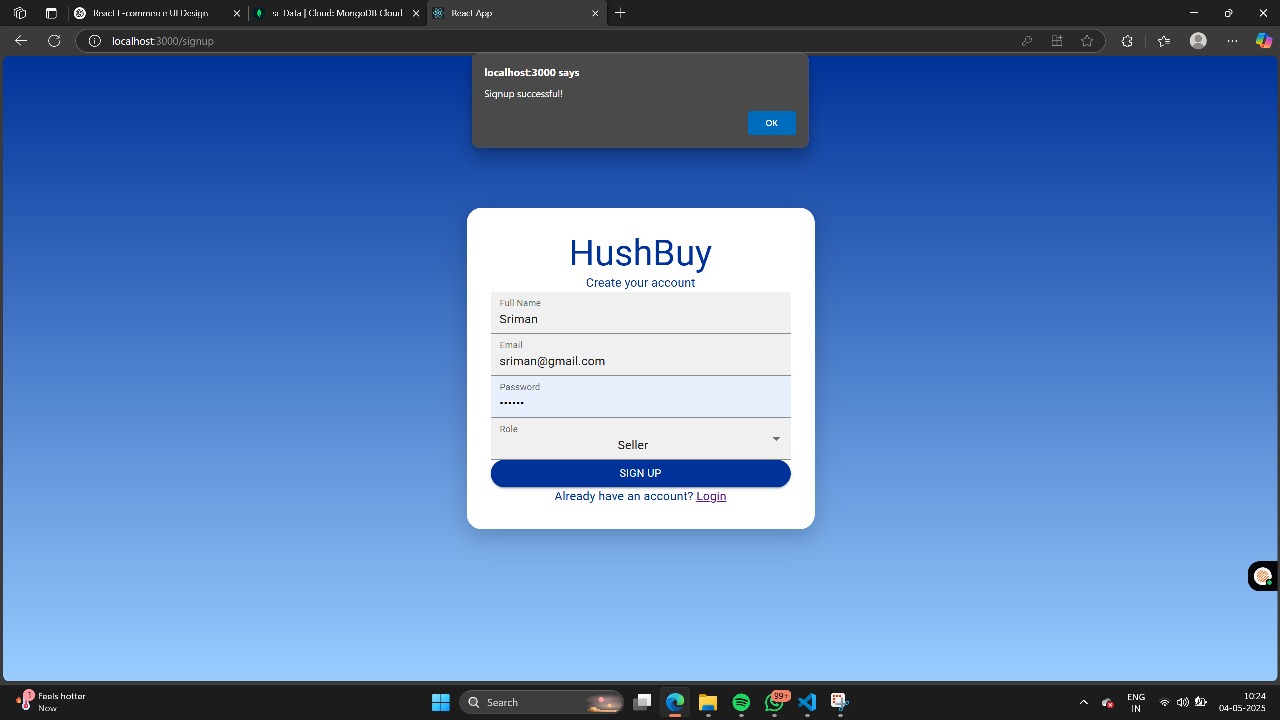 React E-commerce UI Design
sr Data | Cloud: MongoDB Cloud
React App
localhost:3000/signup
localhost:3000 says
Signup successful!
OK
HushBuy
Create your account
Full Name
Sriman
Email
sriman@gmail.com
Password
••••••
Role
Seller
SIGN UP
Already have an account? Login
1
Feels hotter
Now
Search
99+
ENG
IN
10:24
04-05-2025